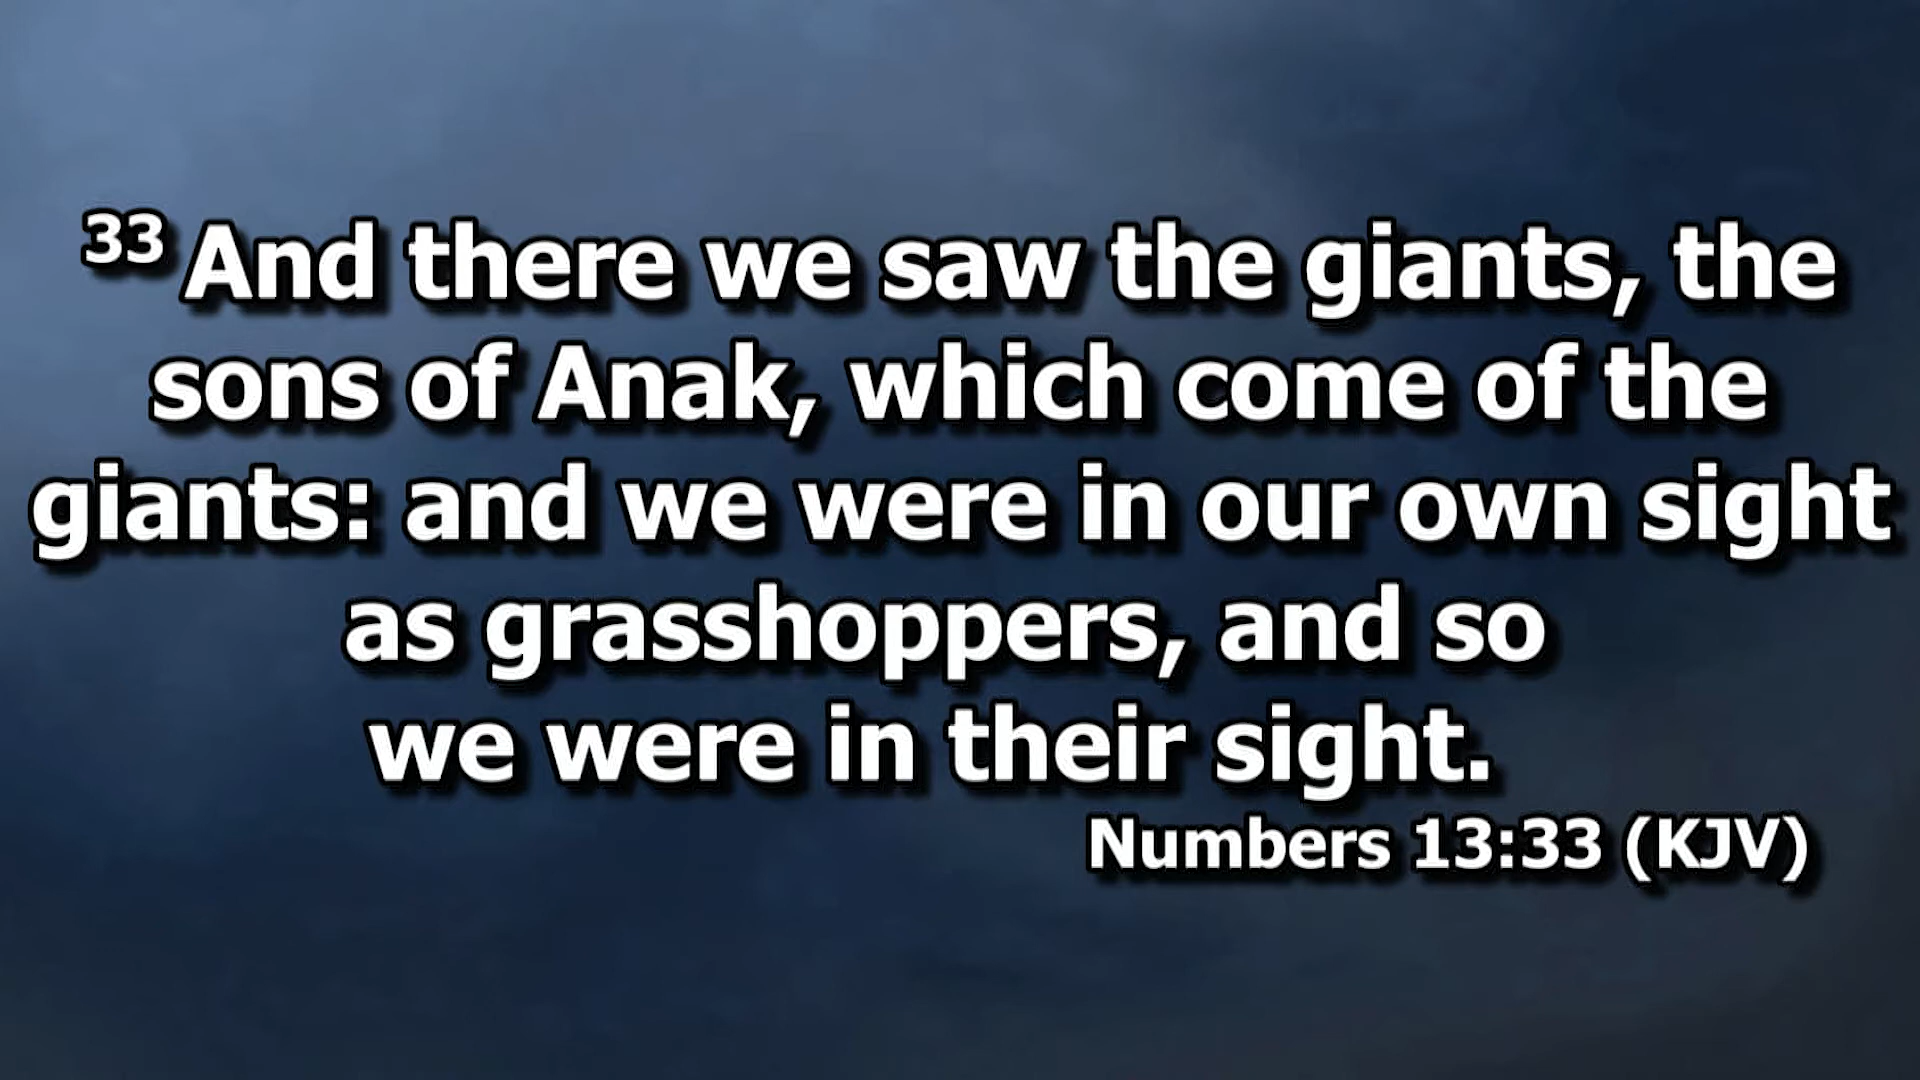 33 And there we saw the giants, the
sons of Anak, which come of the
giants: and we were in our own sight
as grasshoppers, and so
we were in their sight.
Numbers 13:33 (KJV)